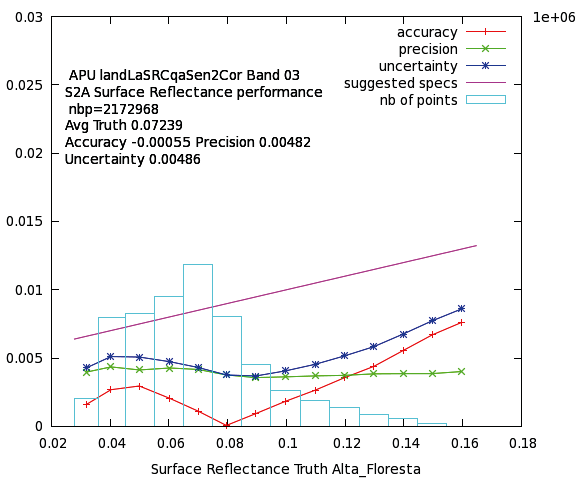 0.03
1e+06
accuracy
precision
uncertainty
suggested specs
nb of points
APU landLaSRCqaSen2Cor Band 03
S2A Surface Reflectance performance
nbp=2172968
Avg Truth 0.07239
Accuracy -0.00055 Precision 0.00482
Uncertainty 0.00486
0.025
0.02
0.015
0.01
0.005
0
0.02 0.04 0.06 0.08 0.1 0.12 0.14 0.16 0.18
Surface Reflectance Truth Alta_Floresta